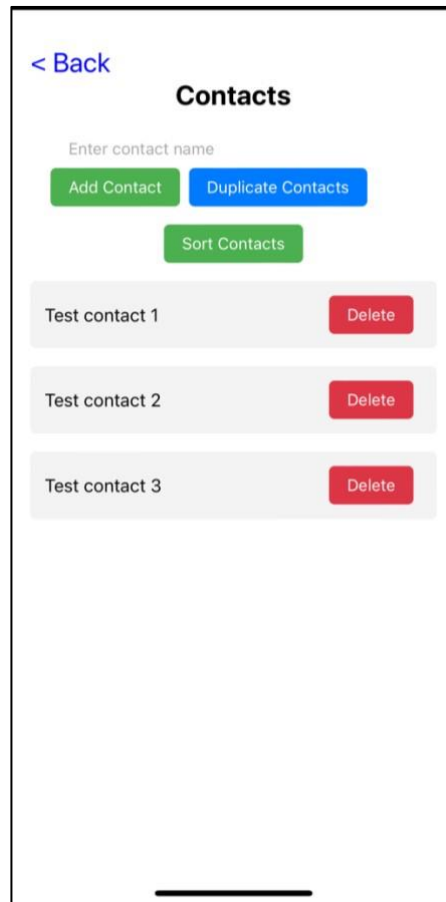 < Back
Contacts
Enter contact name
Add Contact Duplicate Contacts
Sort Contacts
Test contact 1 Delete
Test contact 2 Delete
Test contact 3 Delete